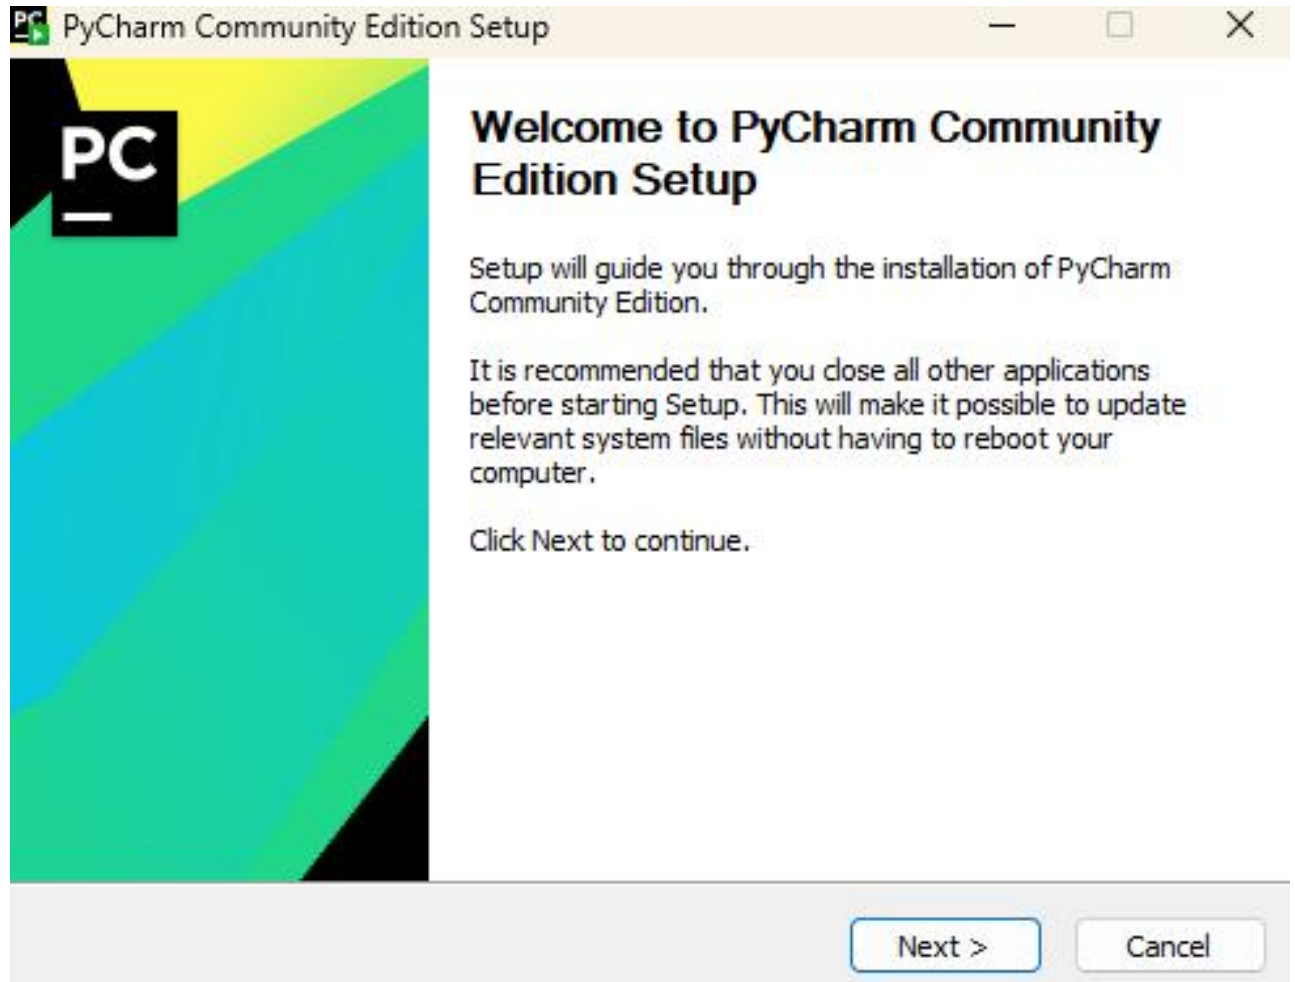 PyCharm Community Edition Setup
PC
Welcome to PyCharm Community
Edition Setup
Setup will guide you through the installation of PyCharm
Community Edition.
It is recommended that you close all other applications
before starting Setup. This will make it possible to update
relevant system files without having to reboot your
computer.
Click Next to continue.
Next >
Cancel